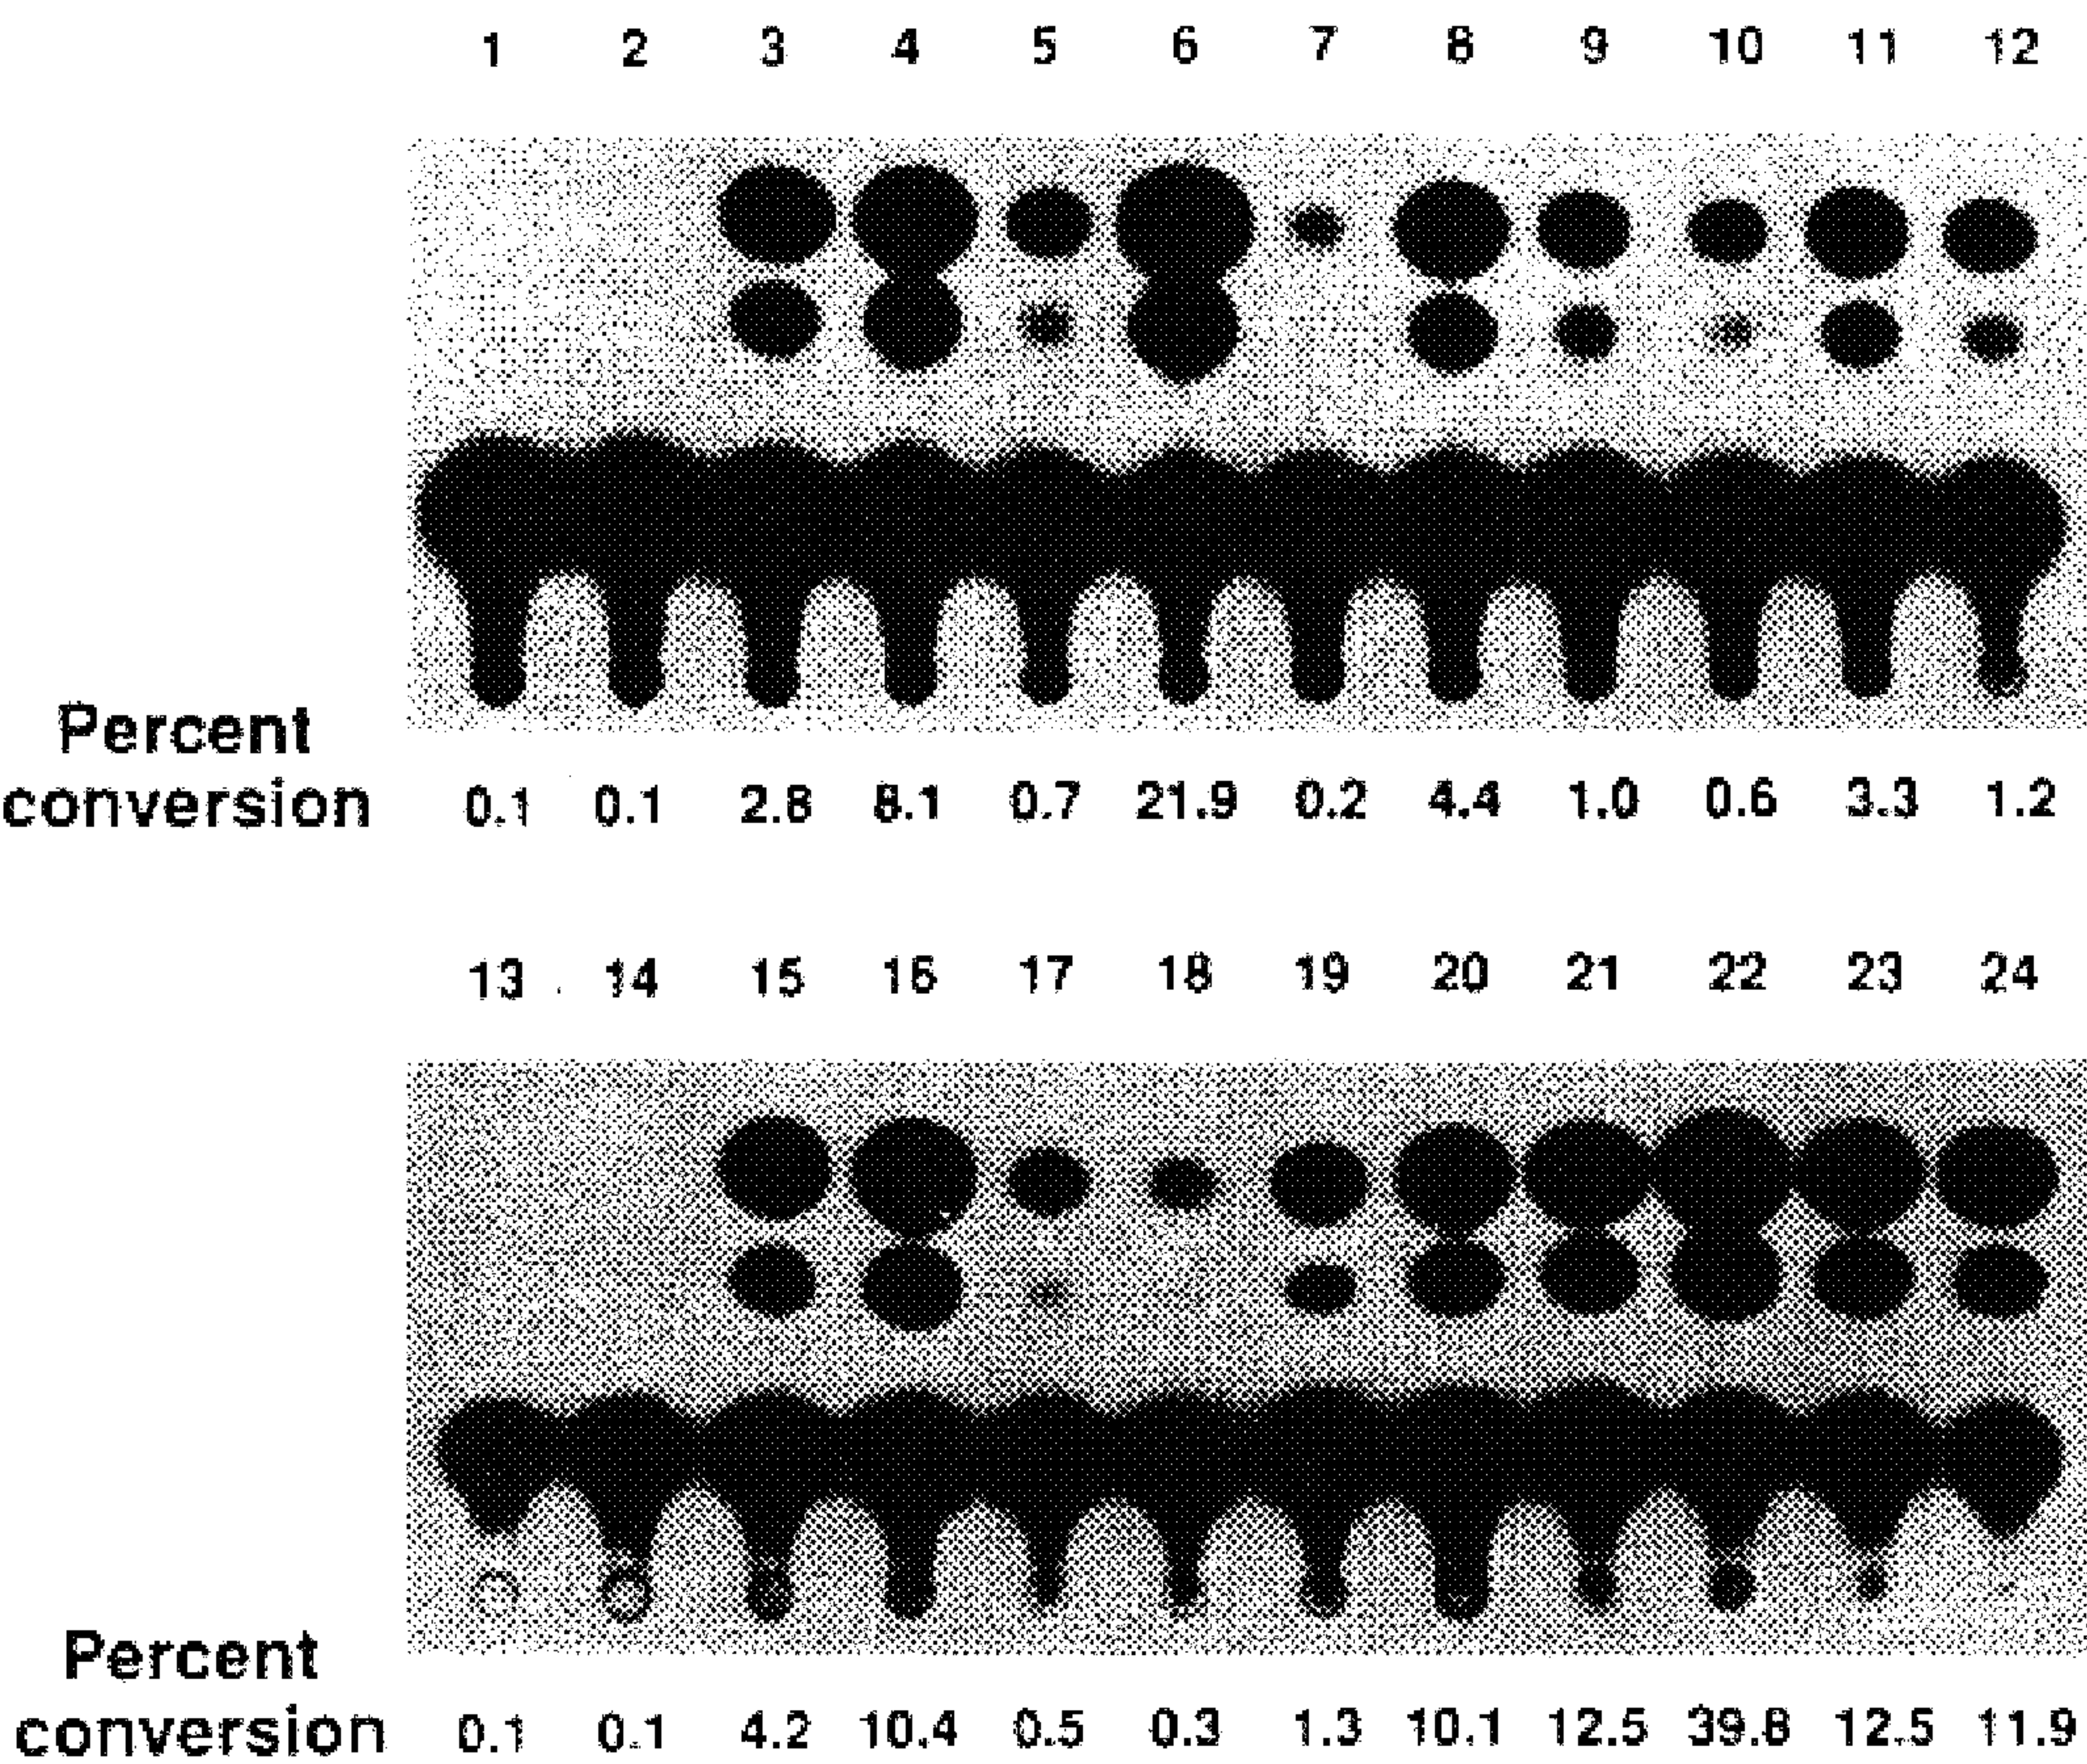 1 2 3 4 5 6 7 8 9 10 11 12
Percent
conversion 0.1 0.1 2.8 8.1 0.7 21.9 0.2 4.4 1.0 0.6 3.3 1.2
13 14 15 16 17 18 19 20 21 22 23 24
Percent
conversion 0.1 0.1 4.2 10.4 0.5 0.3 1.3 10.1 12.5 39.8 12.5 11.9